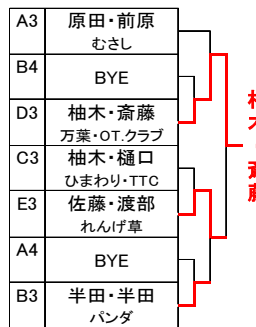 A3 原田・前原
むさし
B4 BYE
D3 柚木・斎藤
万葉・OT.クラブ
C3 柚木・樋口
ひまわり・TTC
E3 佐藤・渡部
れんげ草
A4 BYE
B3 半田・半田
パンダ